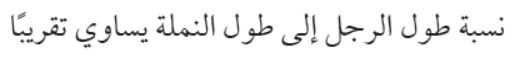 نسبة طول الرجل إلى طول النملة يساوي تقريبًا